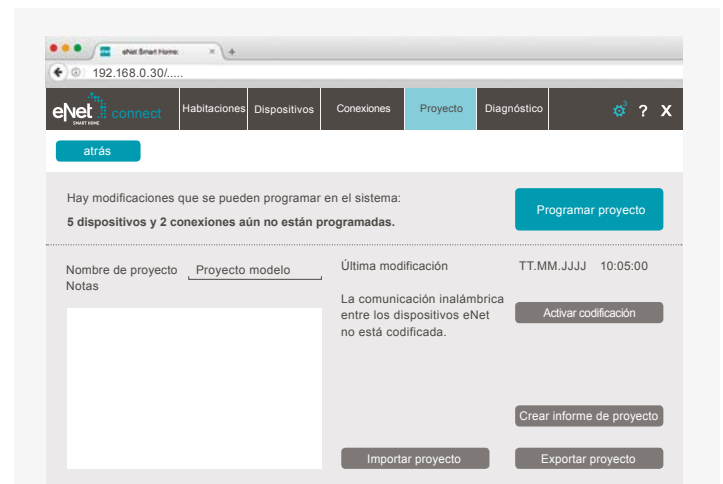 eNet Smart Home:
192.168.0.30/.....
eNet connect
SMART HOME
Habitaciones Dispositivos Conexiones Proyecto Diagnóstico 3 ? X
atrás
Hay modificaciones que se pueden programar en el sistema:
5 dispositivos y 2 conexiones aún no están programadas.
Programar proyecto
Nombre de proyecto Proyecto modelo
Notas
Última modificación TT.MM.JJJJ 10:05:00
La comunicación inalámbrica
entre los dispositivos eNet
no está codificada.
Activar codificación
Crear informe de proyecto
Importar proyecto
Exportar proyecto